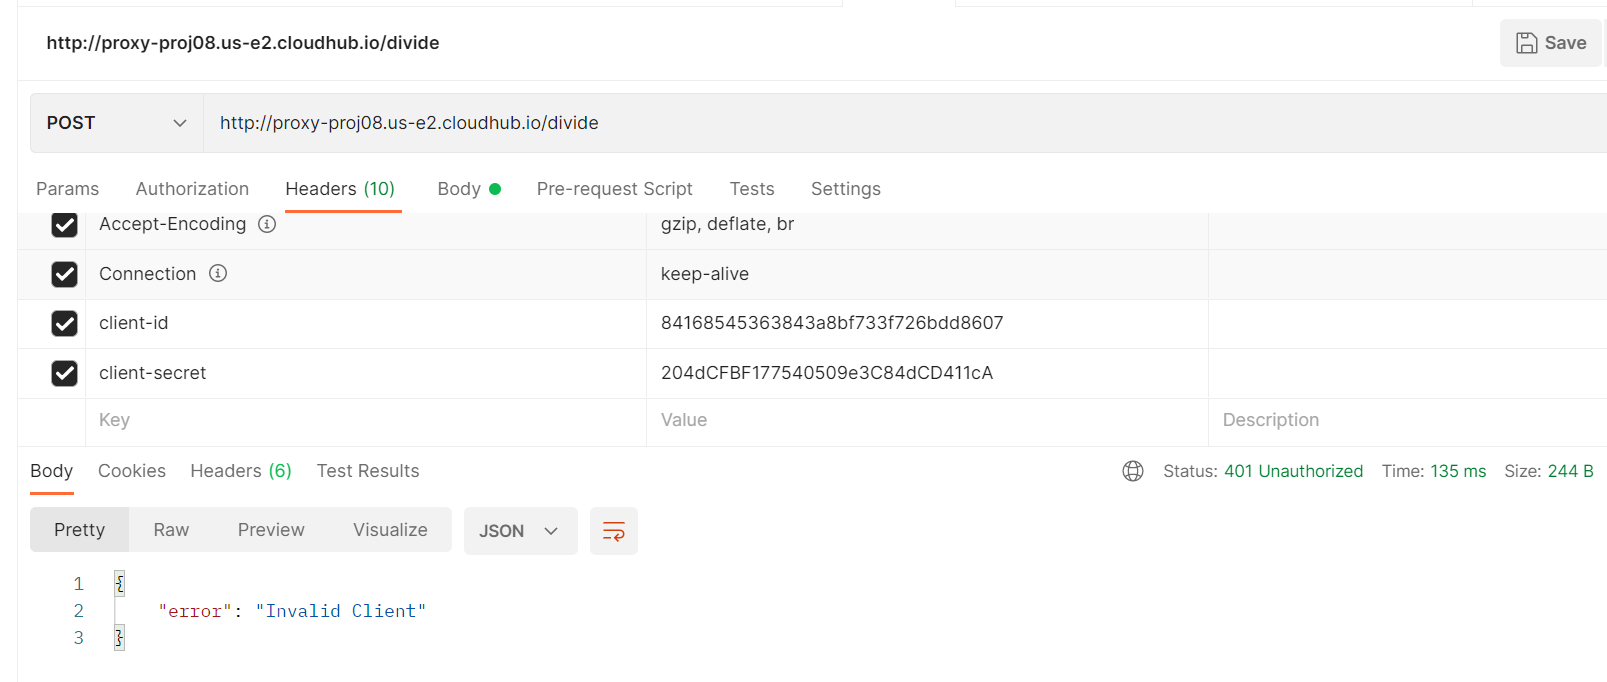 http://proxy-proj08.us-e2.cloudhub.io/divide
Save
POST http://proxy-proj08.us-e2.cloudhub.io/divide
Params Authorization Headers (10) Body Pre-request Script Tests Settings
Accept-Encoding gzip, deflate, br
Connection keep-alive
client-id 84168545363843a8bf733f726bdd8607
client-secret 204dCFBF177540509e3C84dCD411cA
Key Value Description
Body Cookies Headers (6) Test Results Status: 401 Unauthorized Time: 135 ms Size: 244 B
Pretty Raw Preview Visualize JSON
1 {
2 "error": "Invalid Client"
3 }